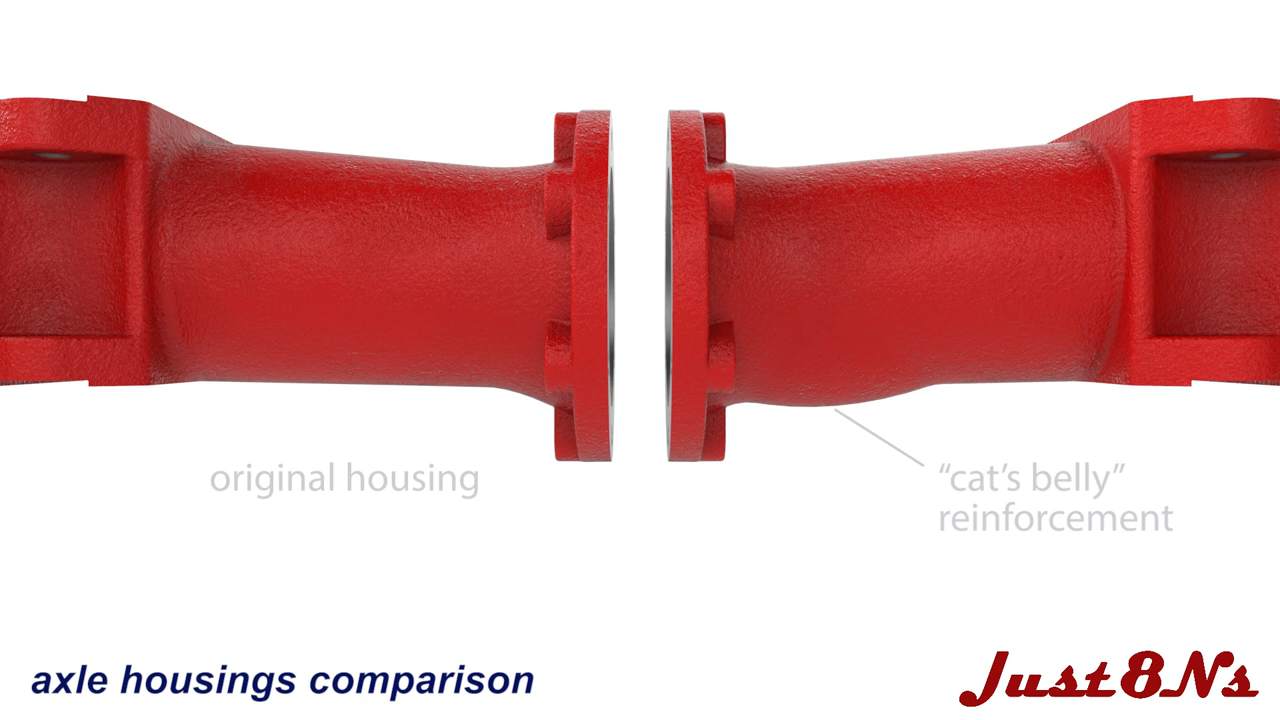 original housing
“cat’s belly”
reinforcement
axle housings comparison
Just8Ns